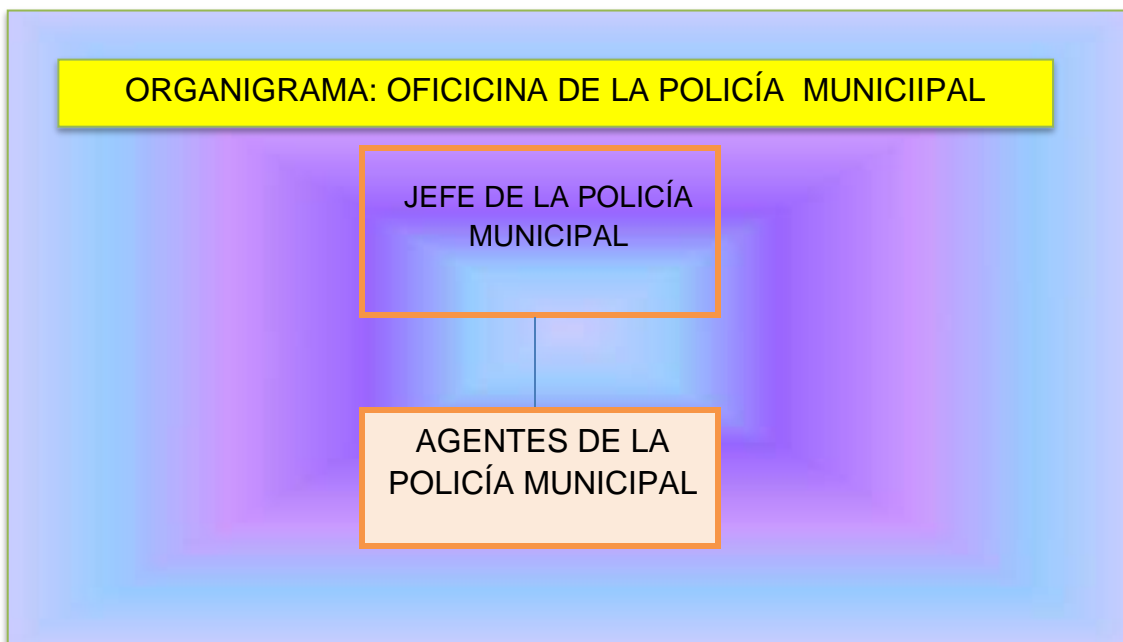 ORGANIGRAMA: OFICICINA DE LA POLICÍA  MUNICIIPAL
JEFE DE LA POLICÍA
MUNICIPAL
AGENTES DE LA
POLICÍA MUNICIPAL